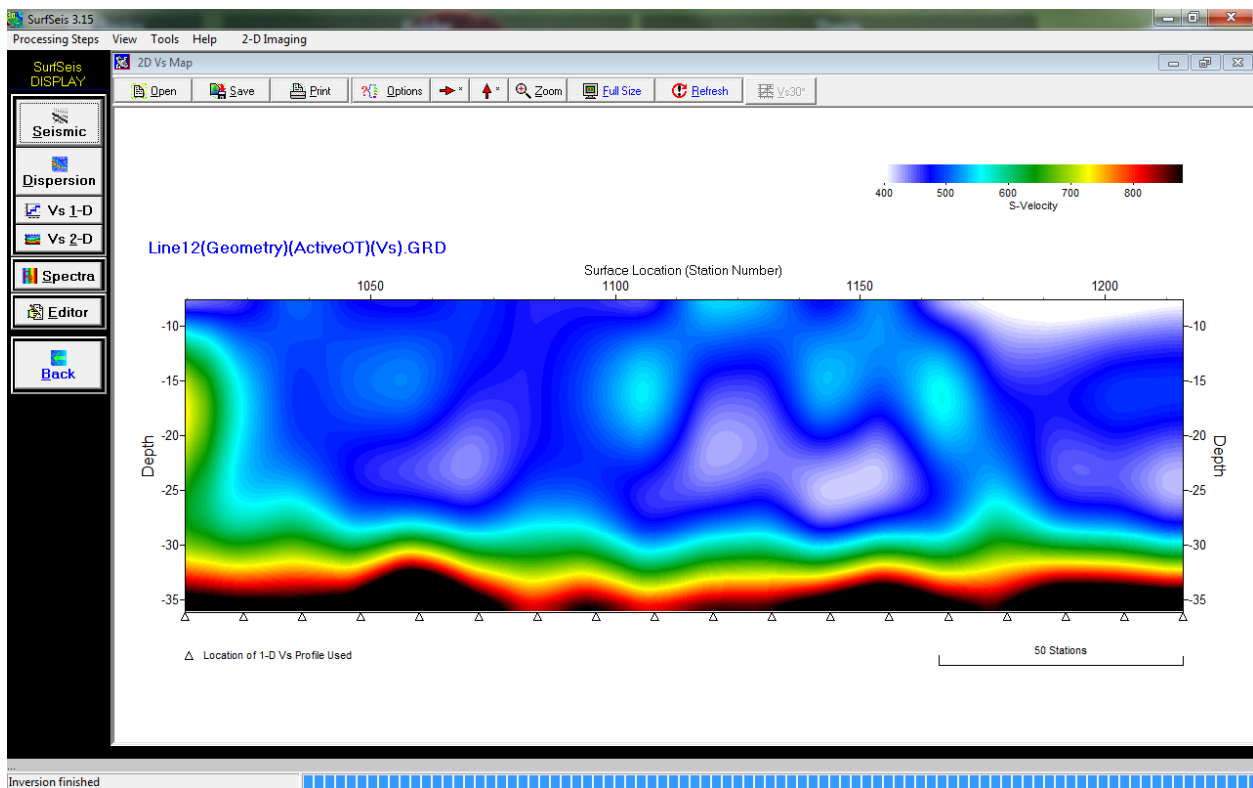 SurfSeis 3.15
Processing Steps View Tools Help 2-D Imaging
SurfSeis
DISPLAY
2D Vs Map
Open Save Print Options Zoom Full Size Refresh Vs30*
Seismic
Dispersion
Vs 1-D
Vs 2-D
Spectra
Editor
Back
400 500 600 700 800
S-Velocity
Line12(Geometry)(ActiveOT)(Vs).GRD
Surface Location (Station Number)
1050 1100 1150 1200
-10 -10
-15 -15
-20 -20
Depth Depth
-25 -25
-30 -30
-35 -35
Location of 1-D Vs Profile Used
50 Stations
...
Inversion finished